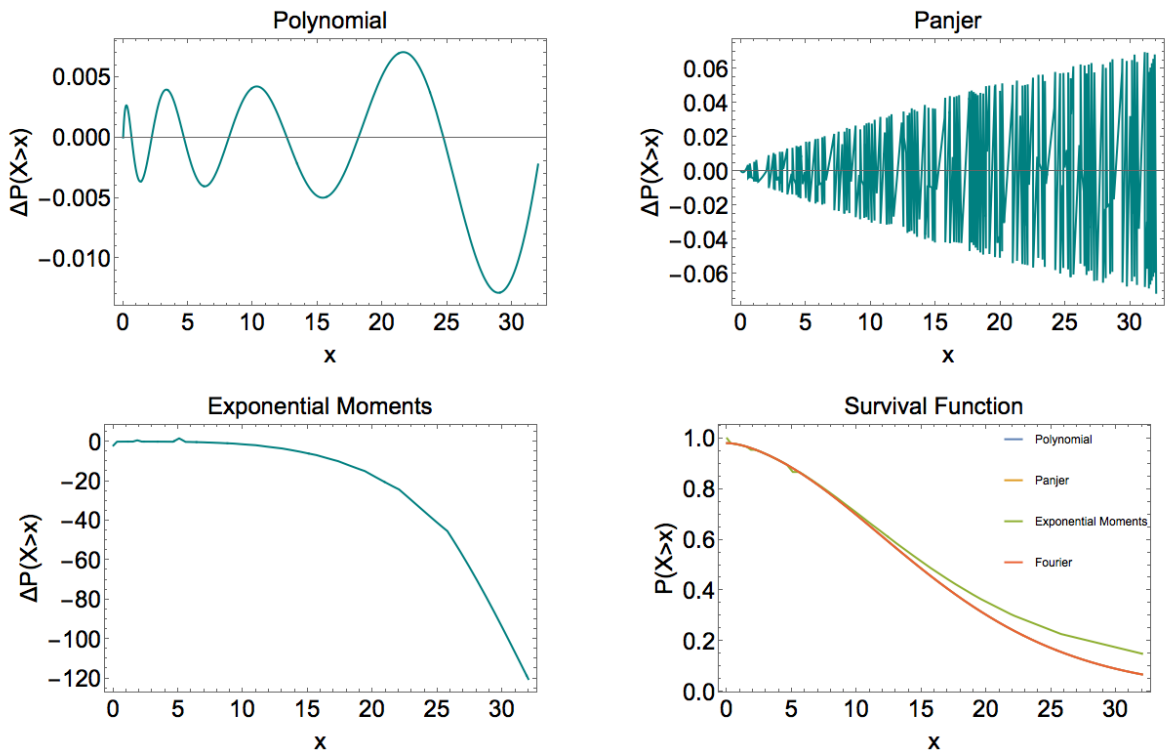 Polynomial
0.005
0.000
−0.005
−0.010
ΔP(X>x)
0 5 10 15 20 25 30
x
Panjer
0.06
0.04
0.02
0.00
−0.02
−0.04
−0.06
ΔP(X>x)
0 5 10 15 20 25 30
x
Exponential Moments
0
−20
−40
−60
−80
−100
−120
ΔP(X>x)
0 5 10 15 20 25 30
x
Survival Function
1.0
0.8
0.6
0.4
0.2
0.0
P(X>x)
0 5 10 15 20 25 30
x
Polynomial
Panjer
Exponential Moments
Fourier